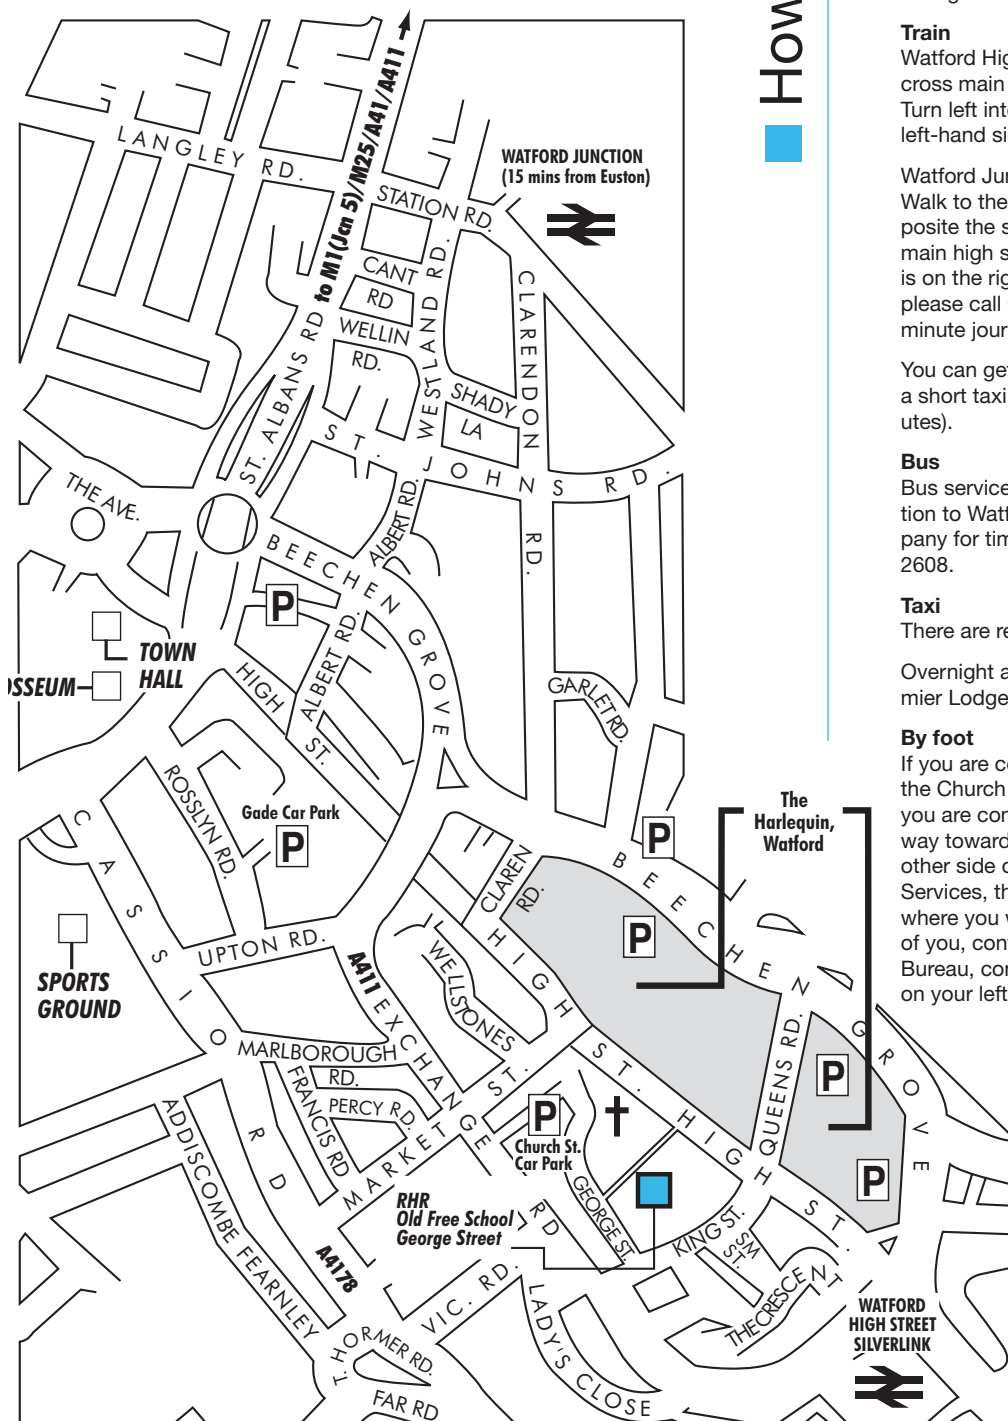 to M1(Jcn 5)/M25/A41/A411
LANGLEY RD.
WATFORD JUNCTION
(15 mins from Euston)
STATION RD.
CANT
RD
WELLIN
RD.
WESTLAND RD.
CLARENDON
RD.
ST. ALBANS RD
SHADY
LA
ST. JOHNS RD.
THE AVE.
ALBERT RD.
BEECHEN GROVE
P
ALBERT RD.
TOWN
HALL
OSSEUM
HIGH
ST.
GARLET RD.
ROSSLYN RD.
Gade Car Park
P
P
The
Harlequin,
Watford
CASSIO RD
CLAREN
RD.
BEECHEN GROVE
P
UPTON RD.
SPORTS
GROUND
A411 EXCHANGE
RD
WELLSTONES
HIGH ST.
HIGH ST.
QUEENS RD.
P
P
MARLBOROUGH
RD.
FRANCIS RD
PERCY RD.
MARKET ST.
P
Church St.
Car Park
GEORGE ST.
RHR
Old Free School
George Street
KING ST.
SM
ST.
THE CRESCENT
ADDISCOMBE FEARNLEY
A4178
VIC. RD.
LADY'S CLOSE
T. HORMER RD.
FAR RD
WATFORD
HIGH STREET
SILVERLINK
How
Train
Watford Hig
cross main
Turn left int
left-hand si
Watford Jun
Walk to the
posite the s
main high s
is on the rig
please call
minute jour
You can get
a short taxi
utes).
Bus
Bus service
tion to Watf
pany for tim
2608.
Taxi
There are re
Overnight a
mier Lodge
By foot
If you are co
the Church
you are con
way toward
other side o
Services, th
where you w
of you, cont
Bureau, con
on your left